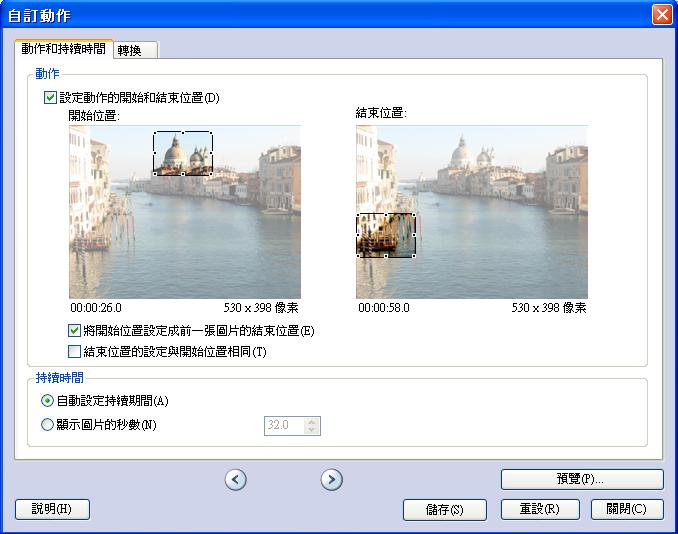 自訂動作
動作和持續時間
轉換
動作
設定動作的開始和結束位置(D)
開始位置:
結束位置:
00:00:26.0
530 x 398 像素
00:00:58.0
530 x 398 像素
將開始位置設定成前一張圖片的結束位置(E)
結束位置的設定與開始位置相同(T)
持續時間
自動設定持續期間(A)
顯示圖片的秒數(N)
32.0
預覽(P)...
說明(H)
儲存(S)
重設(R)
關閉(C)